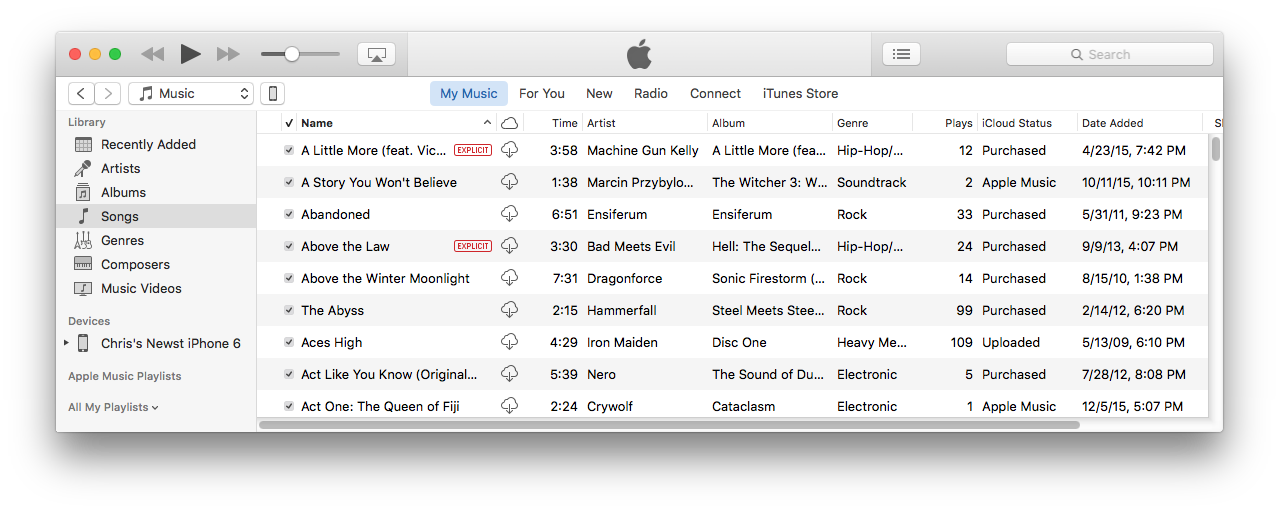 Search
Music My Music For You New Radio Connect iTunes Store
Library
Recently Added
Artists
Albums
Songs
Genres
Composers
Music Videos
Devices
Chris's Newst iPhone 6
Apple Music Playlists
All My Playlists
✓ Name Time Artist Album Genre Plays iCloud Status Date Added
A Little More (feat. Vic... EXPLICIT 3:58 Machine Gun Kelly A Little More (fea... Hip-Hop/... 12 Purchased 4/23/15, 7:42 PM
A Story You Won't Believe 1:38 Marcin Przybylo... The Witcher 3: W... Soundtrack 2 Apple Music 10/11/15, 10:11 PM
Abandoned 6:51 Ensiferum Ensiferum Rock 33 Purchased 5/31/11, 9:23 PM
Above the Law EXPLICIT 3:30 Bad Meets Evil Hell: The Sequel... Hip-Hop/... 24 Purchased 9/9/13, 4:07 PM
Above the Winter Moonlight 7:31 Dragonforce Sonic Firestorm (... Rock 14 Purchased 8/15/10, 1:38 PM
The Abyss 2:15 Hammerfall Steel Meets Stee... Rock 99 Purchased 2/14/12, 6:20 PM
Aces High 4:29 Iron Maiden Disc One Heavy Me... 109 Uploaded 5/13/09, 6:10 PM
Act Like You Know (Original... 5:39 Nero The Sound of Du... Electronic 5 Purchased 7/28/12, 8:08 PM
Act One: The Queen of Fiji 2:24 Crywolf Cataclasm Electronic 1 Apple Music 12/5/15, 5:07 PM